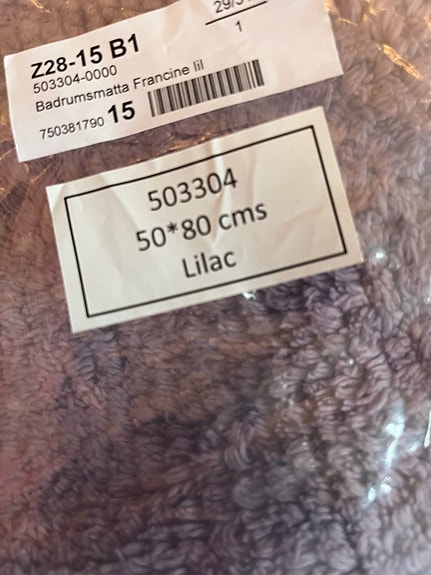 Z28-15 B1
503304-0000
Badrumsmatta Francine lil
750381790 15
1
503304
50*80 cms
Lilac